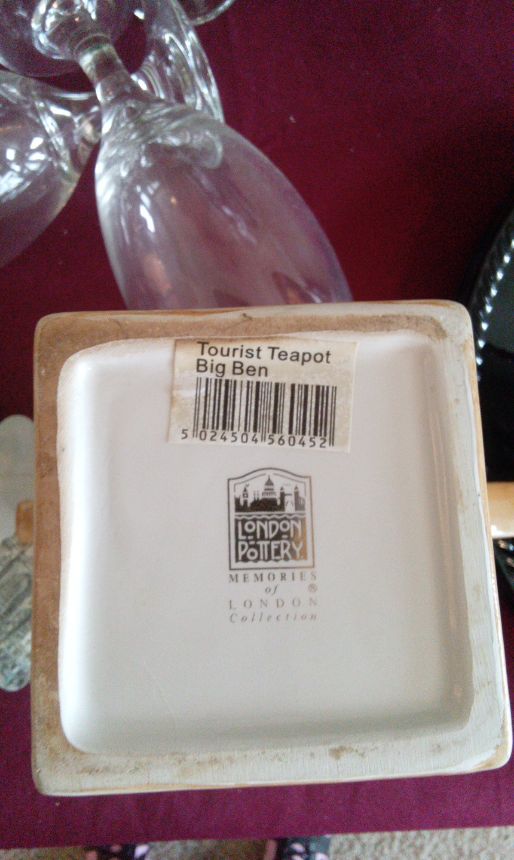 Tourist Teapot
Big Ben
5 024504 560452
LONDON
POTTERY
MEMORIES
of ®
LONDON
Collection